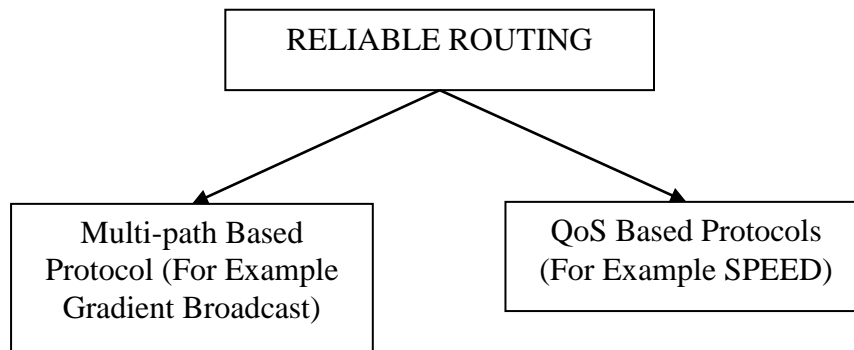 RELIABLE ROUTING
Multi-path Based
Protocol (For Example
Gradient Broadcast)
QoS Based Protocols
(For Example SPEED)